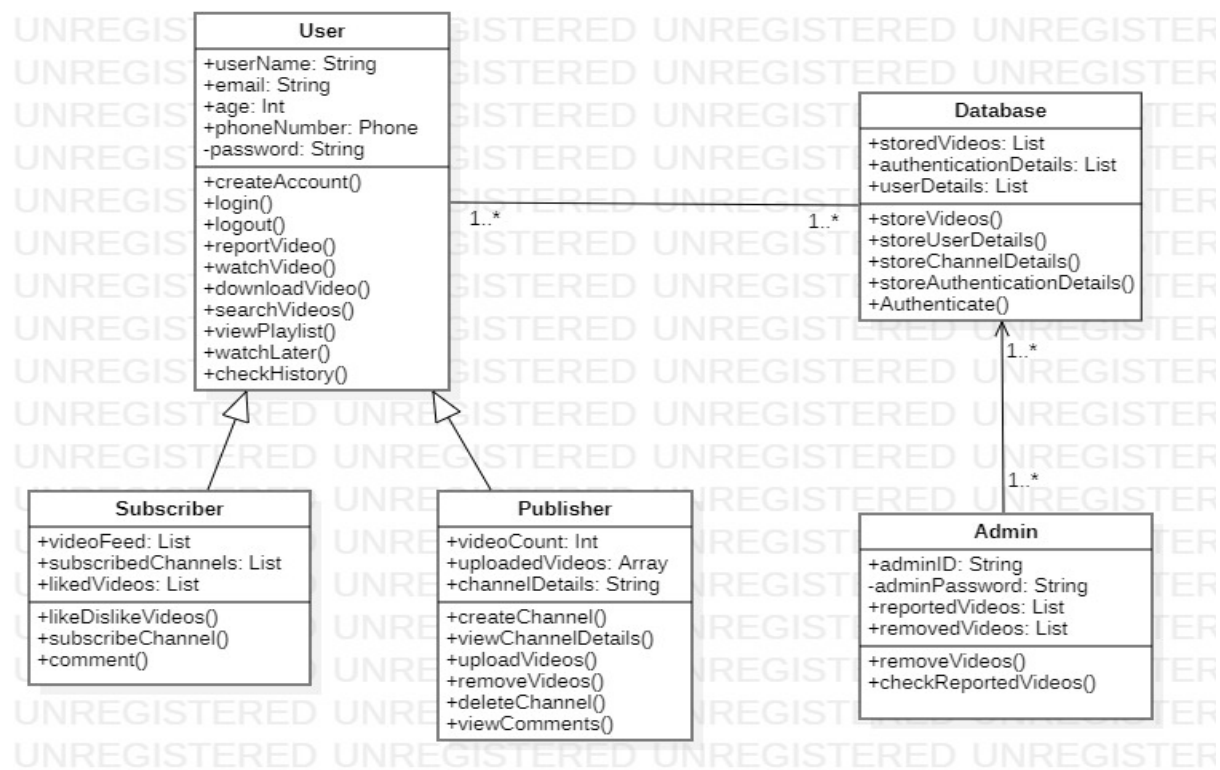 User
+userName: String
+email: String
+age: Int
+phoneNumber: Phone
-password: String
+createAccount()
+login()
+logout()
+reportVideo()
+watchVideo()
+downloadVideo()
+searchVideos()
+viewPlaylist()
+watchLater()
+checkHistory()
1..*
1..*
Database
+storedVideos: List
+authenticationDetails: List
+userDetails: List
+storeVideos()
+storeUserDetails()
+storeChannelDetails()
+storeAuthenticationDetails()
+Authenticate()
1..*
1..*
Subscriber
+videoFeed: List
+subscribedChannels: List
+likedVideos: List
+likeDislikeVideos()
+subscribeChannel()
+comment()
Publisher
+videoCount: Int
+uploadedVideos: Array
+channelDetails: String
+createChannel()
+viewChannelDetails()
+uploadVideos()
+removeVideos()
+deleteChannel()
+viewComments()
Admin
+adminID: String
-adminPassword: String
+reportedVideos: List
+removedVideos: List
+removeVideos()
+checkReportedVideos()
UNREGISTERED UNREGISTERED UNREGISTERED